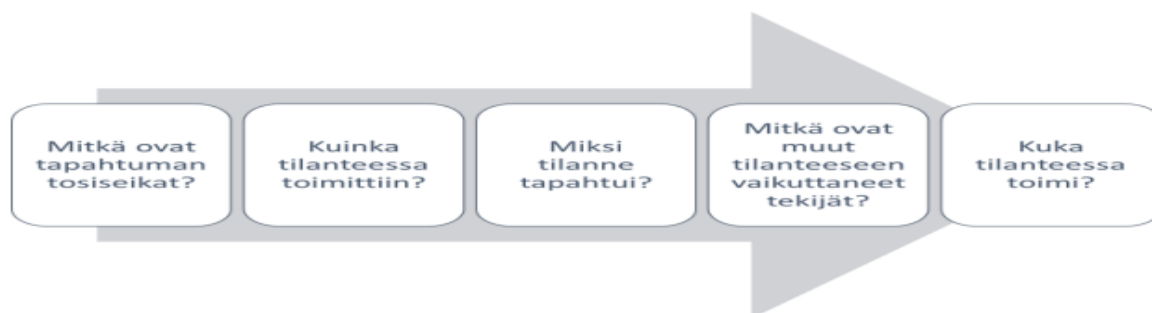 Mitkä ovat
tapahtuman
tosiseikat?
Kuinka
tilanteessa
toimittiin?
Miksi
tilanne
tapahtui?
Mitkä ovat
muut
tilanteeseen
vaikuttaneet
tekijät?
Kuka
tilanteessa
toimi?